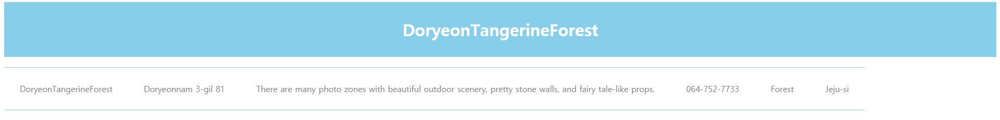 DoryeonTangerineForest
DoryeonTangerineForest Doryeonnam 3-gil 81 There are many photo zones with beautiful outdoor scenery, pretty stone walls, and fairy tale-like props. 064-752-7733 Forest Jeju-si